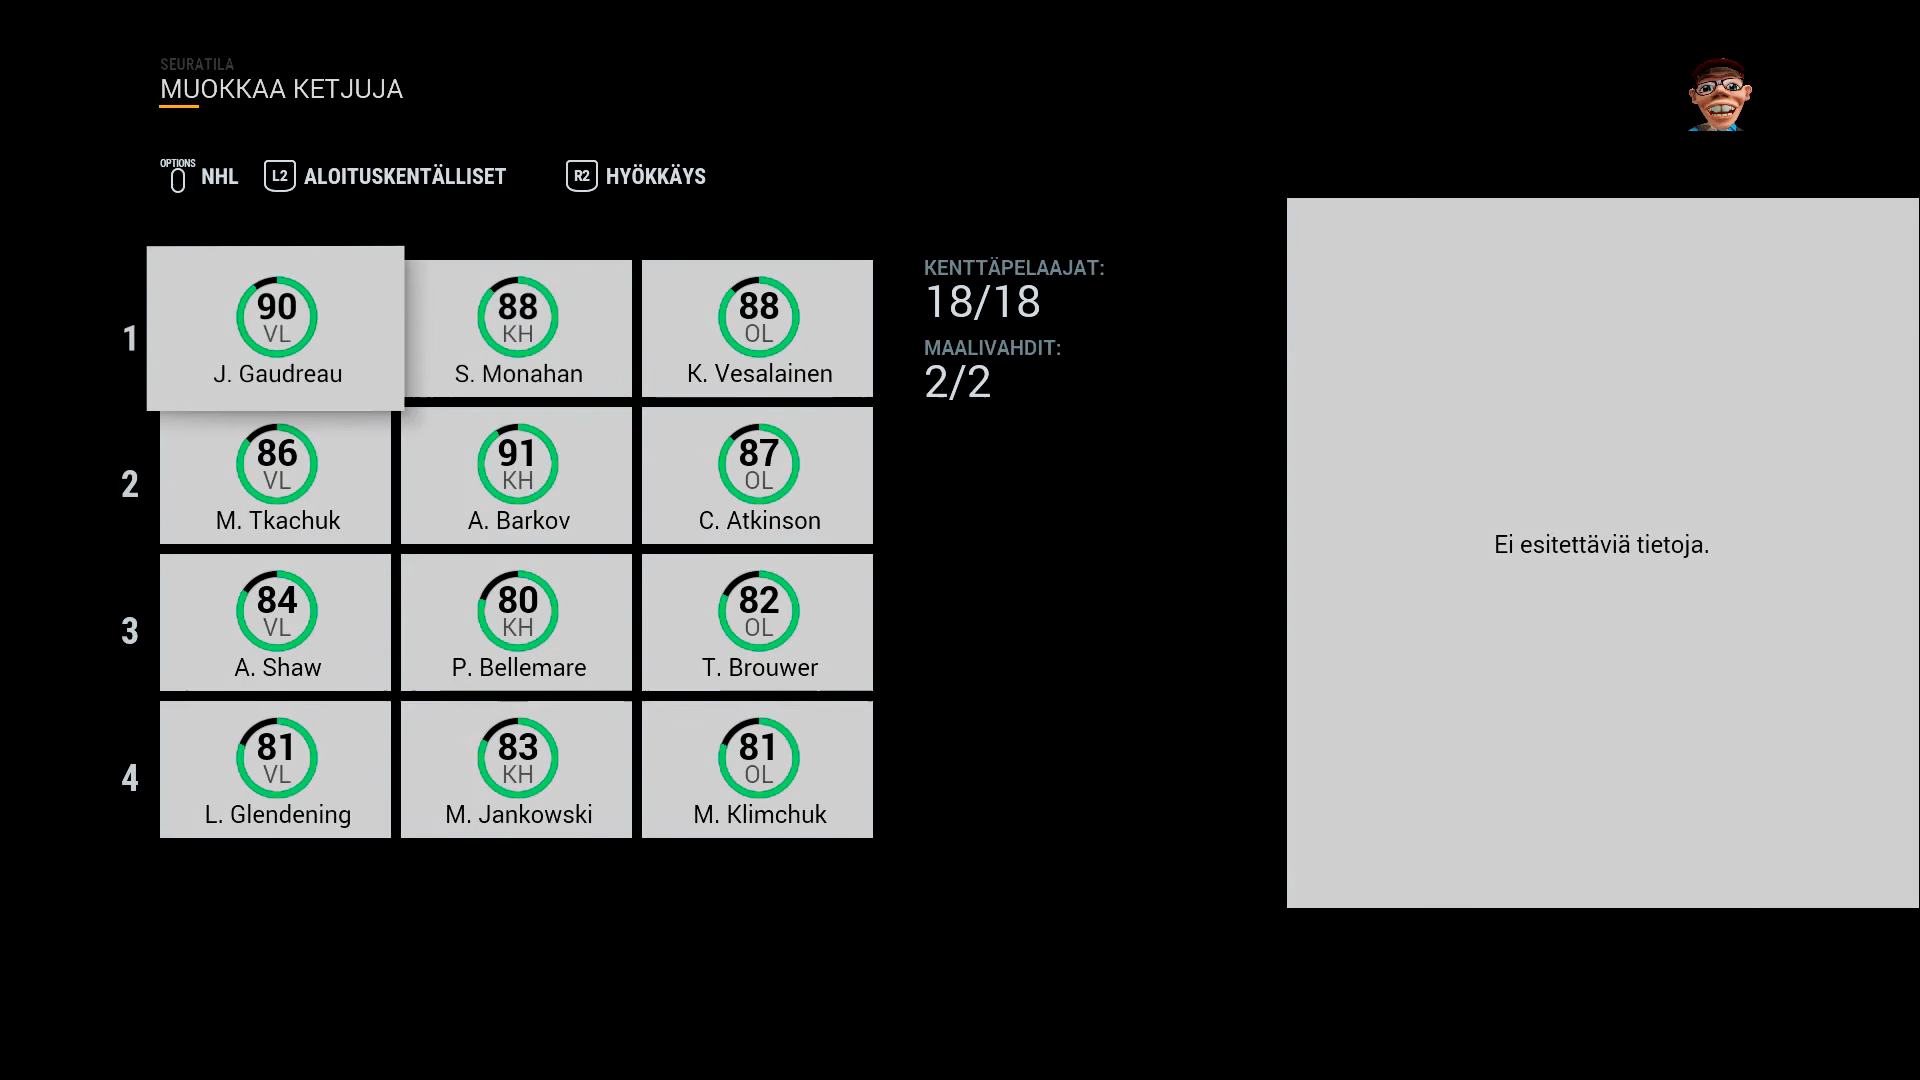 SEURATILA
MUOKKAA KETJUJA
OPTIONS NHL L2 ALOITUSKENTÄLLISET R2 HYÖKKÄYS
1
90 VL J. Gaudreau
88 KH S. Monahan
88 OL K. Vesalainen
2
86 VL M. Tkachuk
91 KH A. Barkov
87 OL C. Atkinson
3
84 VL A. Shaw
80 KH P. Bellemare
82 OL T. Brouwer
4
81 VL L. Glendening
83 KH M. Jankowski
81 OL M. Klimchuk
KENTTÄPELAAJAT:
18/18
MAALIVAHDIT:
2/2
Ei esitettäviä tietoja.